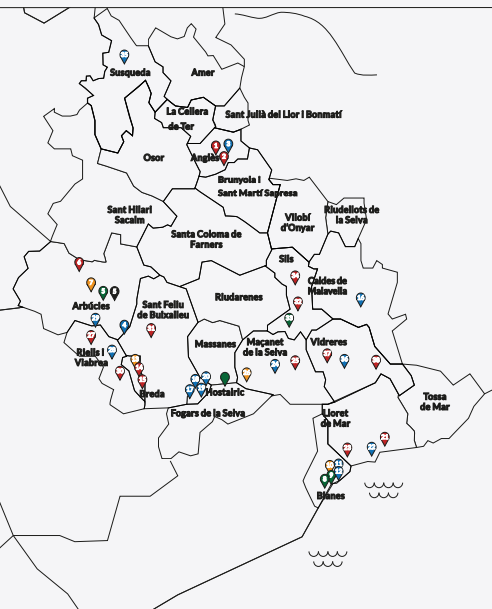 Susqueda
Amer
La Cellera
de Ter
Sant Julià del Llor i Bonmatí
Osor
Anglès
Brunyola i
Sant Martí Sapresa
Sant Hilari
Sacalm
Santa Coloma de
Farners
Vilobí
d'Onyar
Riudellots de
la Selva
Sils
Caldes de
Malavella
Arbúcies
Sant Feliu
de Buixalleu
Riudarenes
Riells i
Viabrea
Massanes
Maçanet
de la Selva
Vidreres
Breda
Hostalric
Fogars de la Selva
Lloret
de Mar
Tossa
de Mar
Blanes